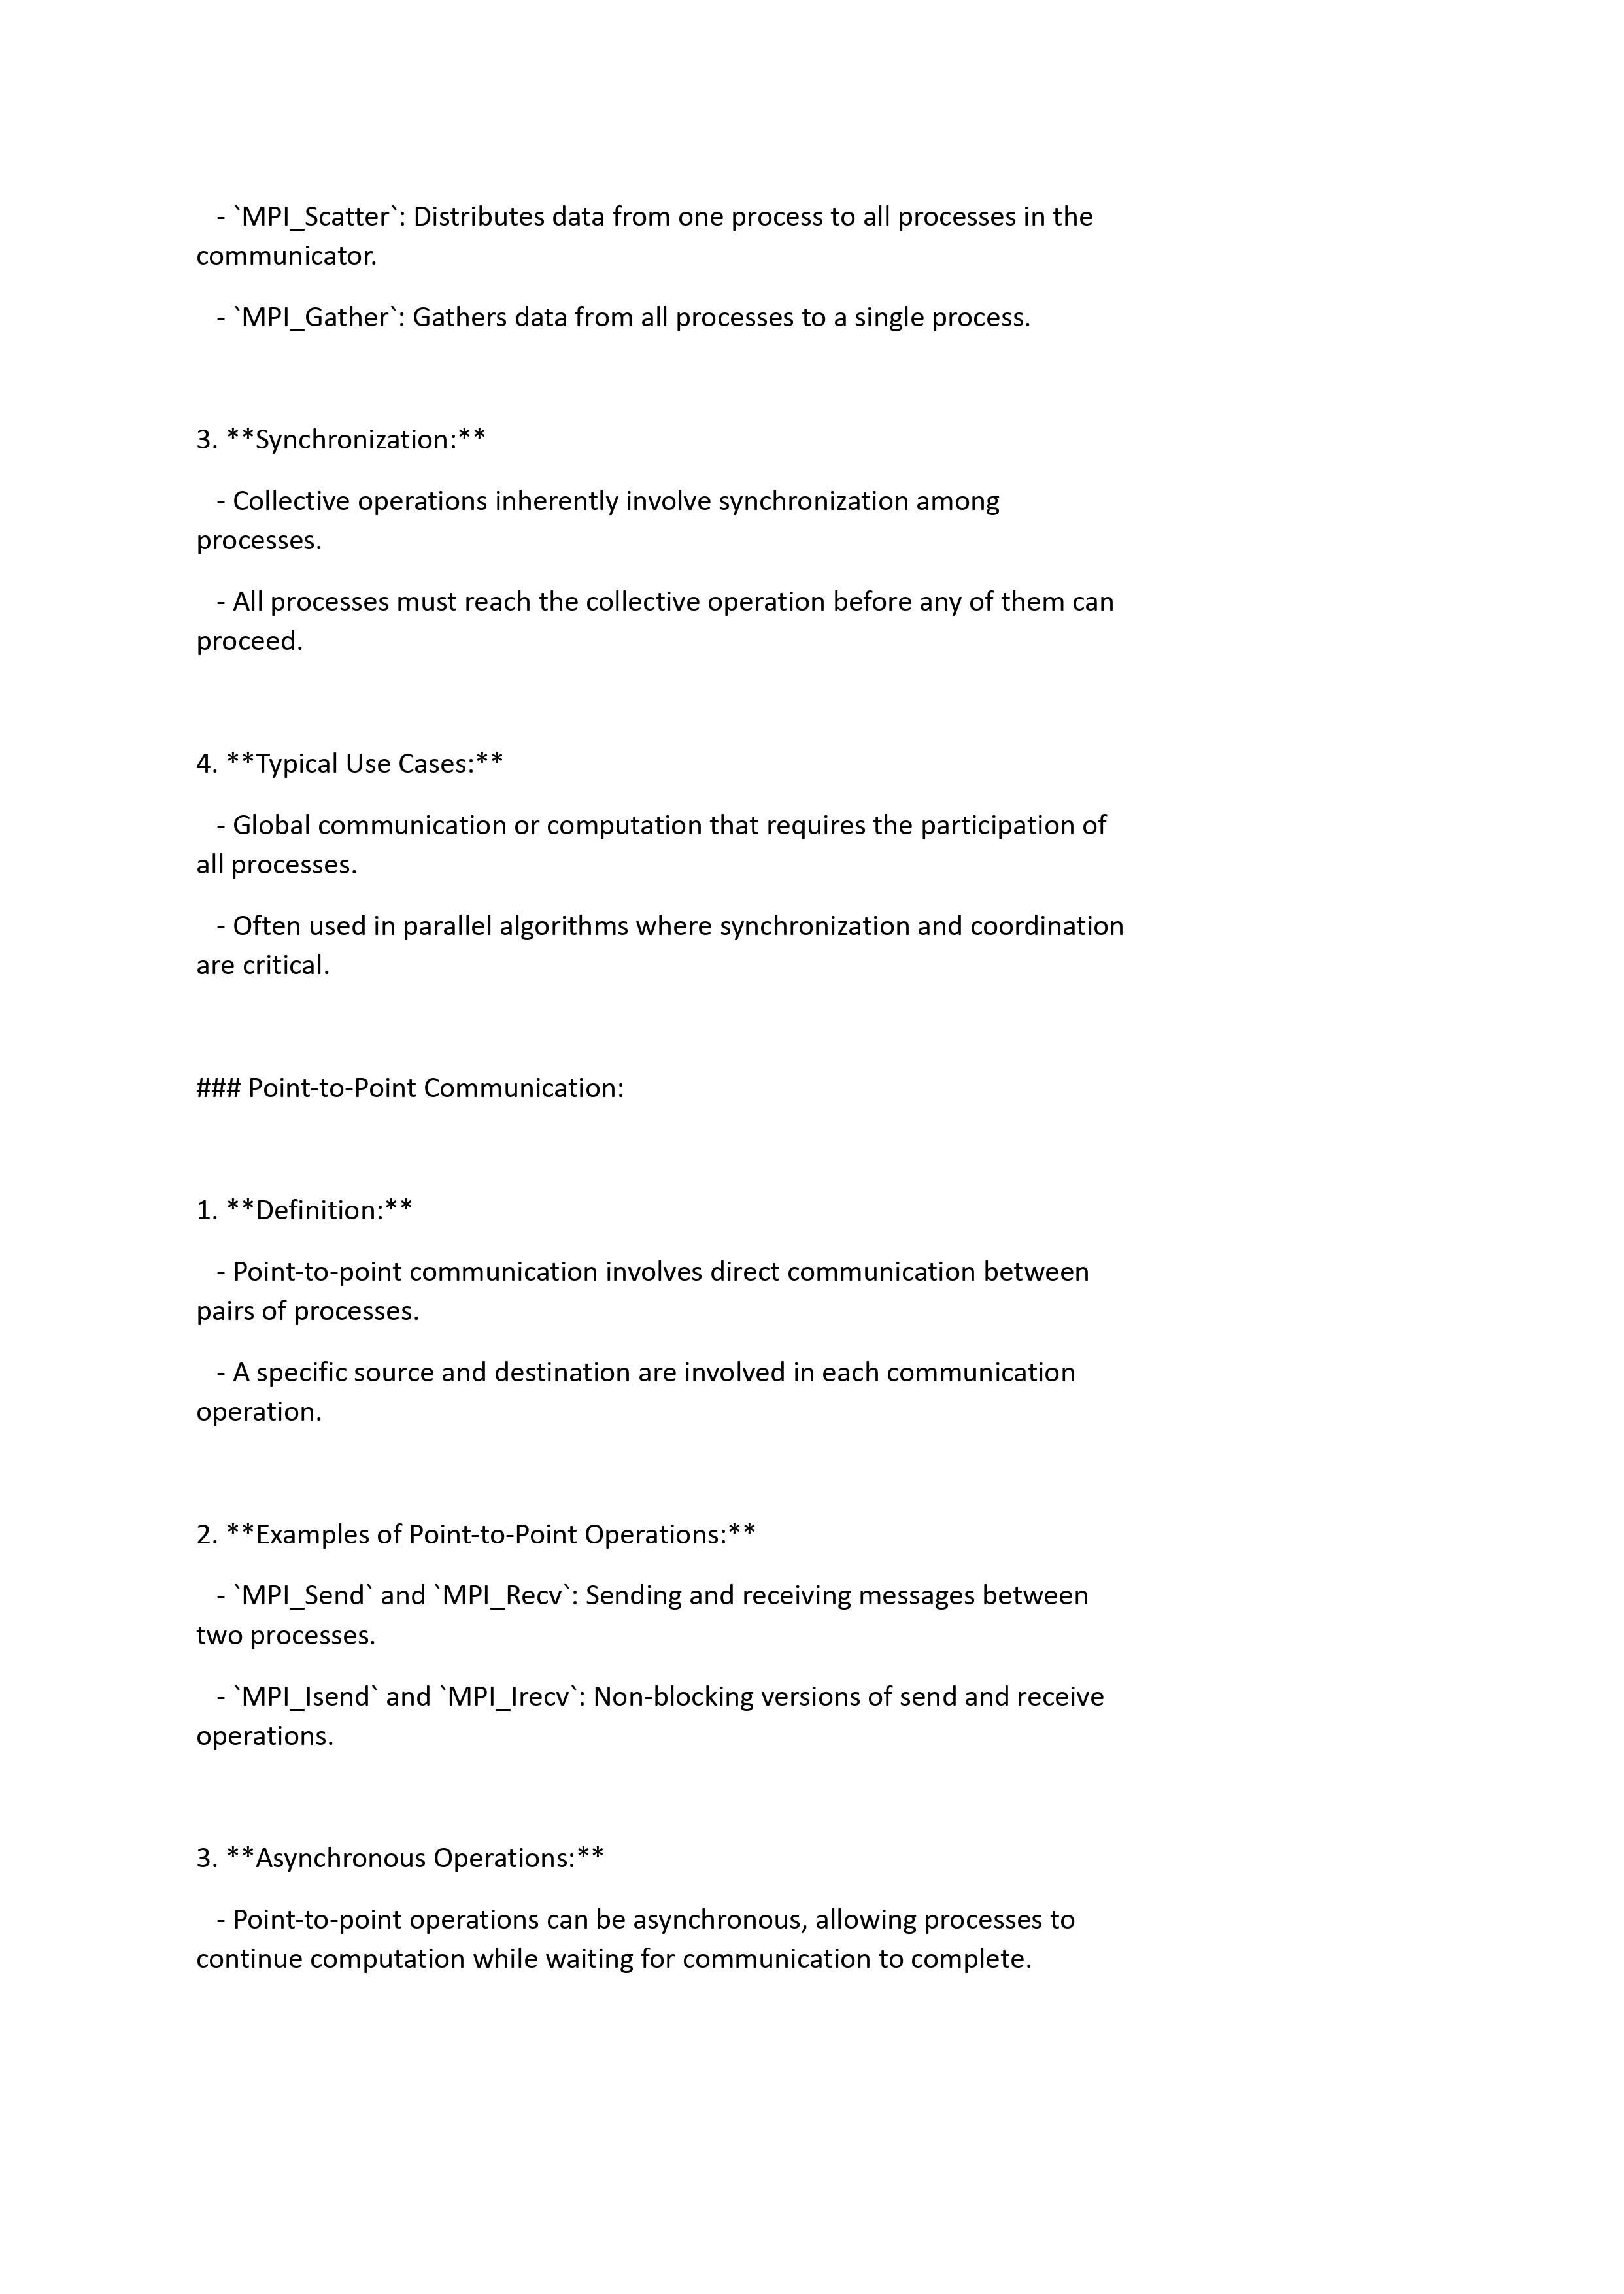 - `MPI_Scatter`: Distributes data from one process to all processes in the
communicator.
- `MPI_Gather`: Gathers data from all processes to a single process.
3. **Synchronization:**
- Collective operations inherently involve synchronization among
processes.
- All processes must reach the collective operation before any of them can
proceed.
4. **Typical Use Cases:**
- Global communication or computation that requires the participation of
all processes.
- Often used in parallel algorithms where synchronization and coordination
are critical.
### Point-to-Point Communication:
1. **Definition:**
- Point-to-point communication involves direct communication between
pairs of processes.
- A specific source and destination are involved in each communication
operation.
2. **Examples of Point-to-Point Operations:**
- `MPI_Send` and `MPI_Recv`: Sending and receiving messages between
two processes.
- `MPI_Isend` and `MPI_Irecv`: Non-blocking versions of send and receive
operations.
3. **Asynchronous Operations:**
- Point-to-point operations can be asynchronous, allowing processes to
continue computation while waiting for communication to complete.